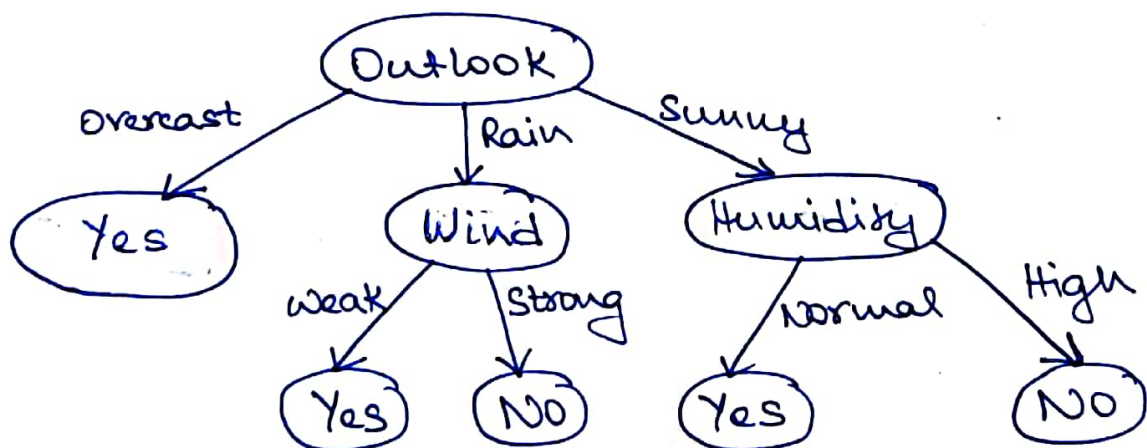 Outlook
Overcast
Rain
Sunny
Yes
Wind
Humidity
Weak
Strong
Normal
High
Yes
No
Yes
No